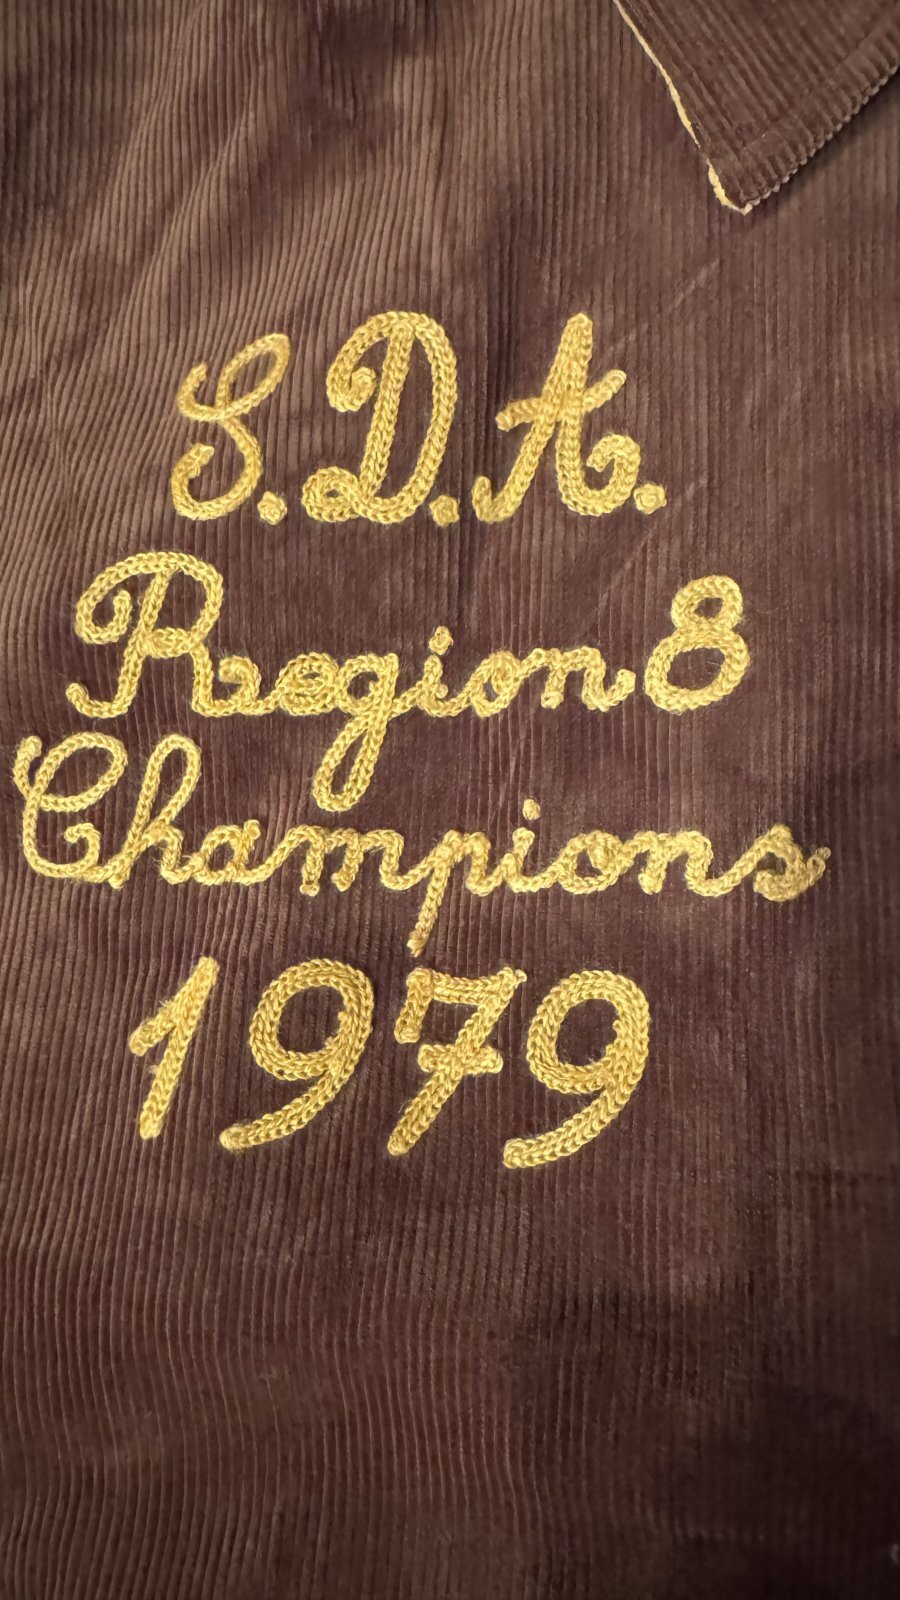 S.D.A.
Region 8
Champions
1979